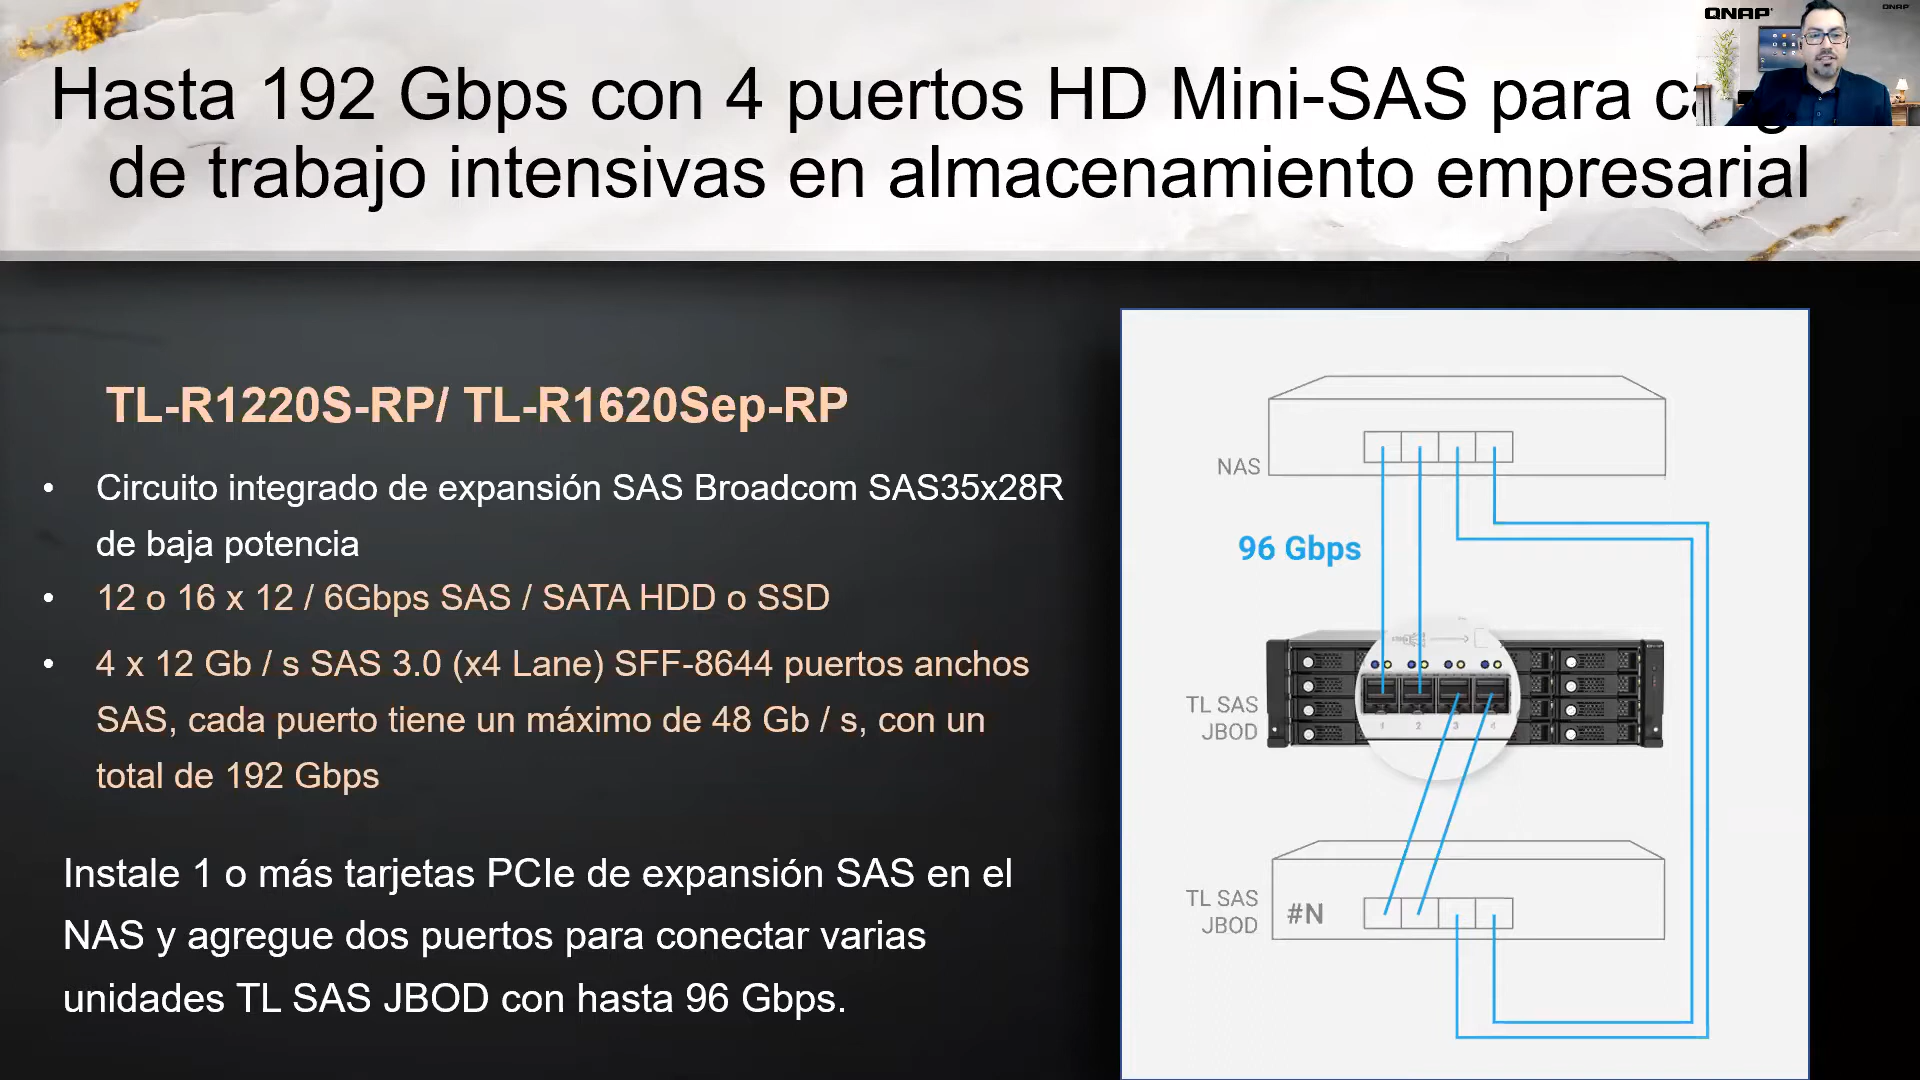 QNAP
QNAP
Hasta 192 Gbps con 4 puertos HD Mini-SAS para
de trabajo intensivas en almacenamiento empresarial
TL-R1220S-RP/ TL-R1620Sep-RP
• Circuito integrado de expansión SAS Broadcom SAS35x28R
de baja potencia
• 12 o 16 x 12 / 6Gbps SAS / SATA HDD o SSD
• 4 x 12 Gb / s SAS 3.0 (x4 Lane) SFF-8644 puertos anchos
SAS, cada puerto tiene un máximo de 48 Gb / s, con un
total de 192 Gbps
Instale 1 o más tarjetas PCIe de expansión SAS en el
NAS y agregue dos puertos para conectar varias
unidades TL SAS JBOD con hasta 96 Gbps.
NAS
96 Gbps
TL SAS
JBOD
1 2 3 4
TL SAS
JBOD
#N